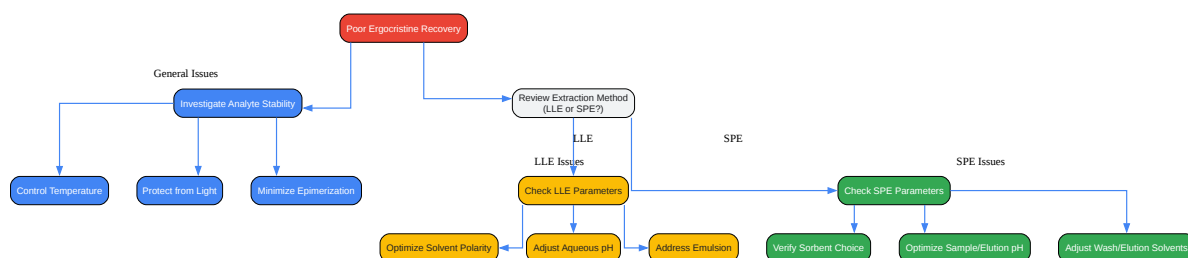 Poor Ergocristine Recovery
General Issues
Investigate Analyte Stability
Review Extraction Method
(LLE or SPE?)
LLE
SPE
LLE Issues
SPE Issues
Control Temperature
Protect from Light
Minimize Epimerization
Check LLE Parameters
Check SPE Parameters
Optimize Solvent Polarity
Adjust Aqueous pH
Address Emulsion
Verify Sorbent Choice
Optimize Sample/Elution pH
Adjust Wash/Elution Solvents